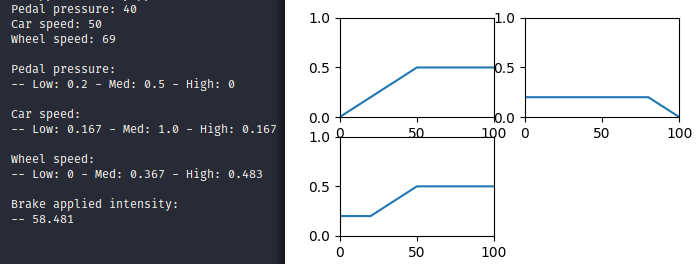 Pedal pressure: 40
Car speed: 50
Wheel speed: 69
Pedal pressure:
-- Low: 0.2 - Med: 0.5 - High: 0
Car speed:
-- Low: 0.167 - Med: 1.0 - High: 0.167
Wheel speed:
-- Low: 0 - Med: 0.367 - High: 0.483
Brake applied intensity:
-- 58.481
1.0
0.5
0.0
0 50 100
1.0
0.5
0.0
0 50 100
1.0
0.5
0.0
0 50 100